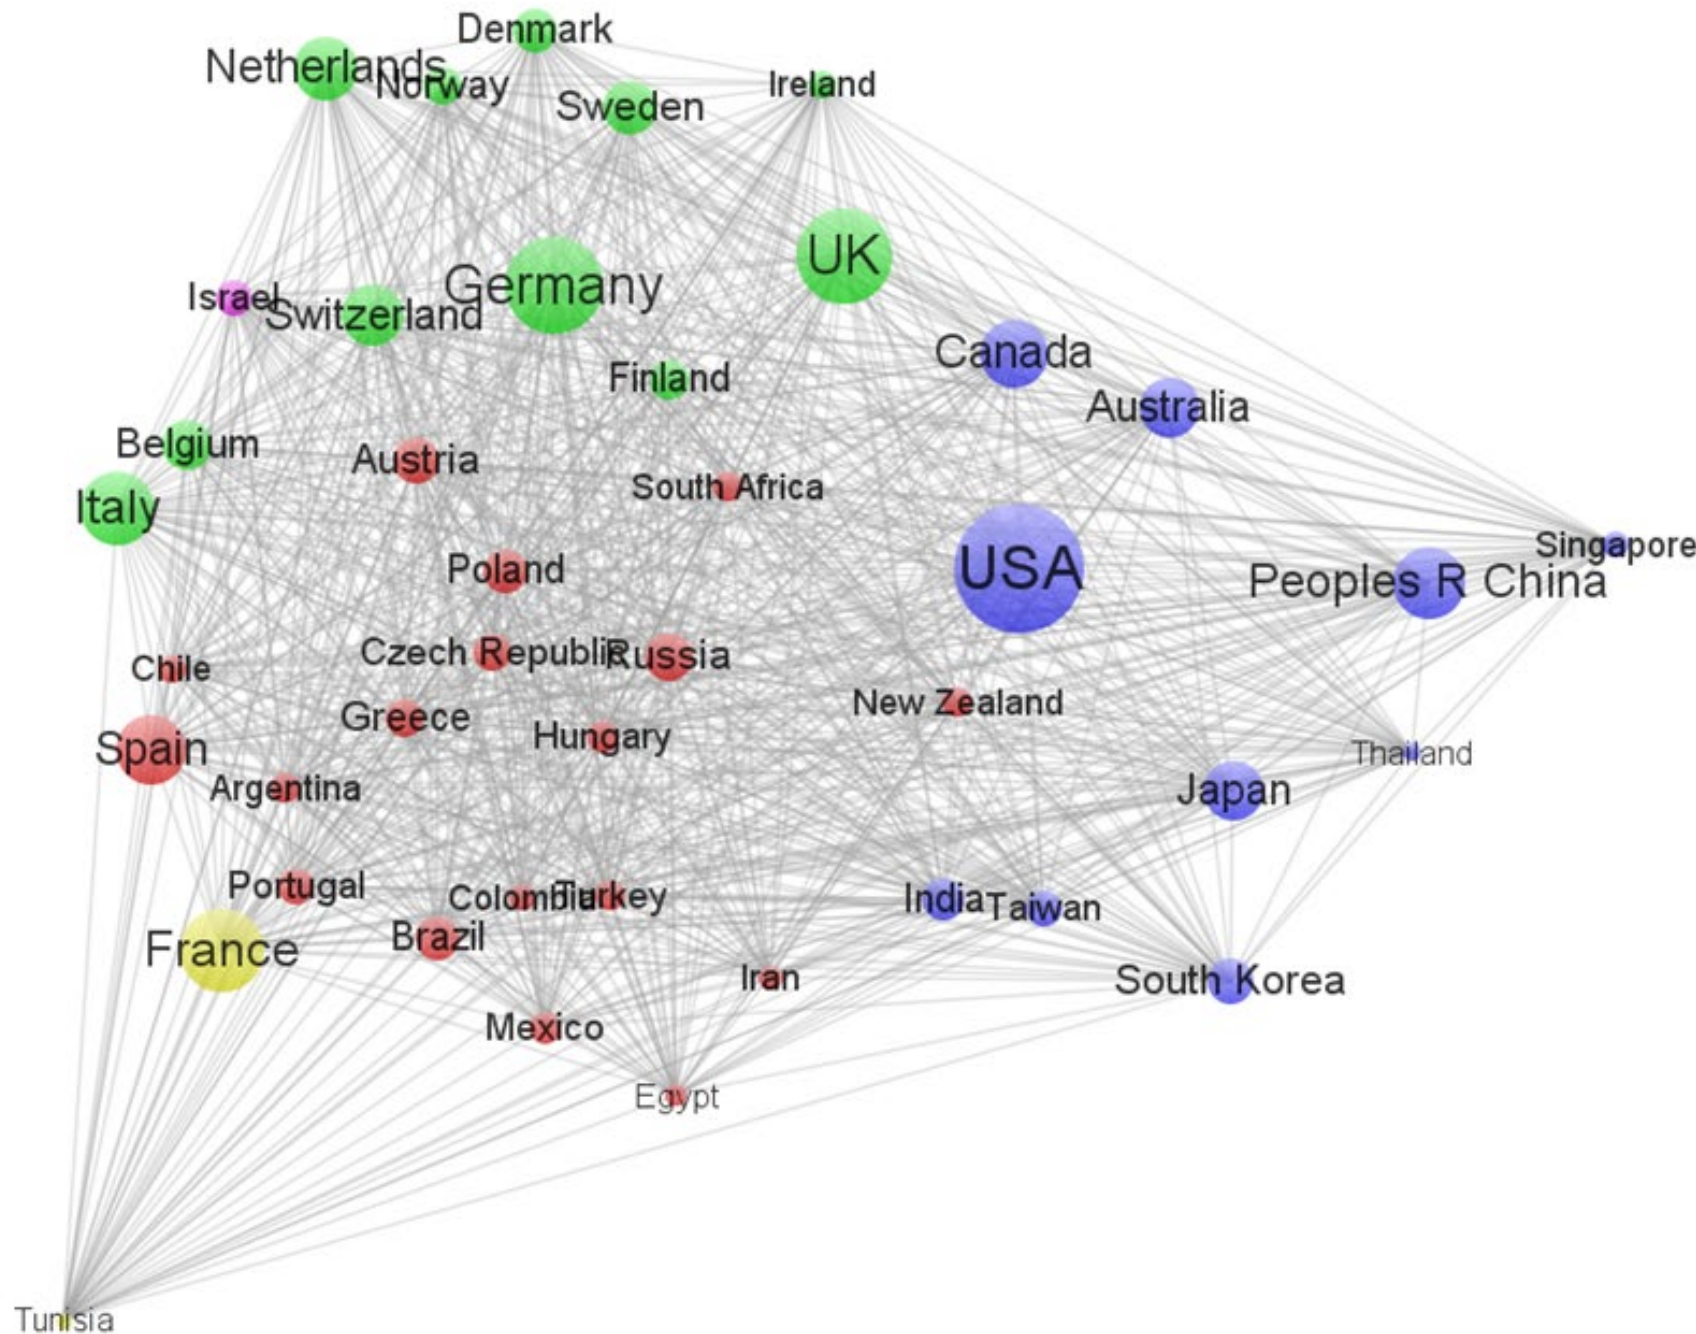 Denmark
Netherlands
Norway
Ireland
Sweden
UK
Germany
Israel
Switzerland
Canada
Finland
Australia
Belgium
Austria
South Africa
Italy
Singapore
Poland
USA
Peoples R China
Czech Republic
Russia
Chile
New Zealand
Greece
Hungary
Spain
Thailand
Argentina
Japan
Portugal
Colombia
Turkey
India
Taiwan
Brazil
France
Iran
South Korea
Mexico
Egypt
Tunisia